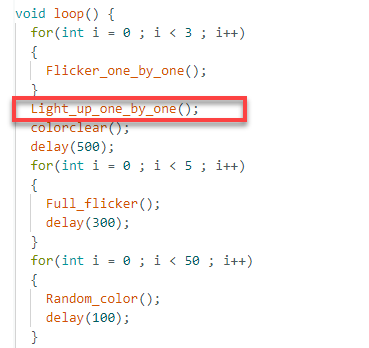 void loop() {
for(int i = 0 ; i < 3 ; i++)
{
Flicker_one_by_one();
}
Light_up_one_by_one();
colorclear();
delay(500);
for(int i = 0 ; i < 5 ; i++)
{
Full_flicker();
delay(300);
}
for(int i = 0 ; i < 50 ; i++)
{
Random_color();
delay(100);
}